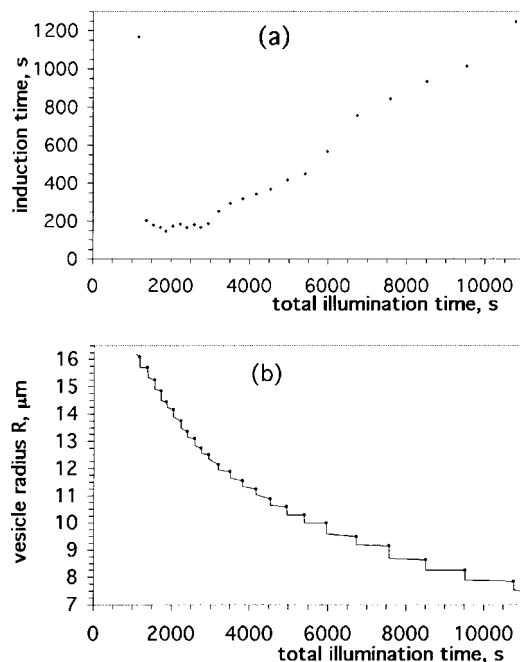 (a)
induction time, s
1200
1000
800
600
400
200
0
0 2000 4000 6000 8000 10000
total illumination time, s
(b)
vesicle radius R, μm
16
15
14
13
12
11
10
9
8
7
0 2000 4000 6000 8000 10000
total illumination time, s